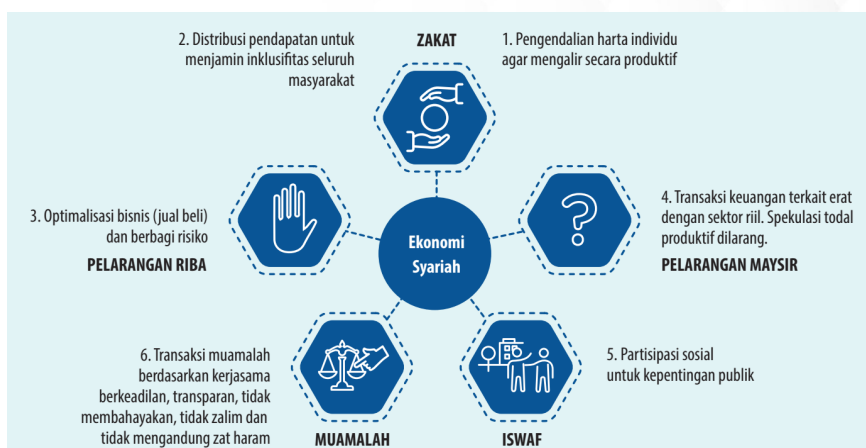 2. Distribusi pendapatan untuk
menjamin inklusifitas seluruh
masyarakat
ZAKAT
1. Pengendalian harta individu
agar mengalir secara produktif
3. Optimalisasi bisnis (jual beli)
dan berbagi risiko
PELARANGAN RIBA
Ekonomi
Syariah
4. Transaksi keuangan terkait erat
dengan sektor riil. Spekulasi todal
produktif dilarang.
PELARANGAN MAYSIR
6. Transaksi muamalah
berdasarkan kerjasama
berkeadilan, transparan, tidak
membahayakan, tidak zalim dan
tidak mengandung zat haram
MUAMALAH
5. Partisipasi sosial
untuk kepentingan publik
ISWAF